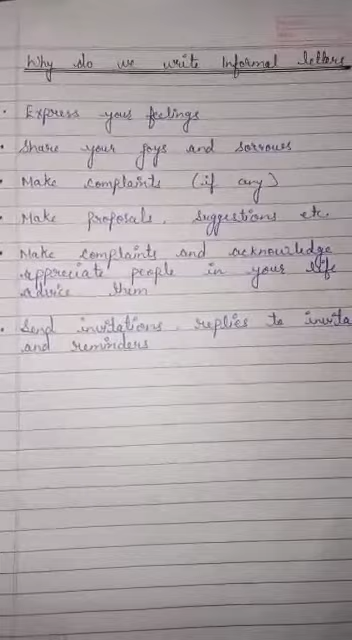 Why do we write Informal letters
• Express your feelings
• Share your joys and sorrows
• Make complaints (if any)
• Make proposals, suggestions etc.
• Make complaints and acknowledge
appreciate people in your life
advice them
• Send invitations, replies to invita
and reminders